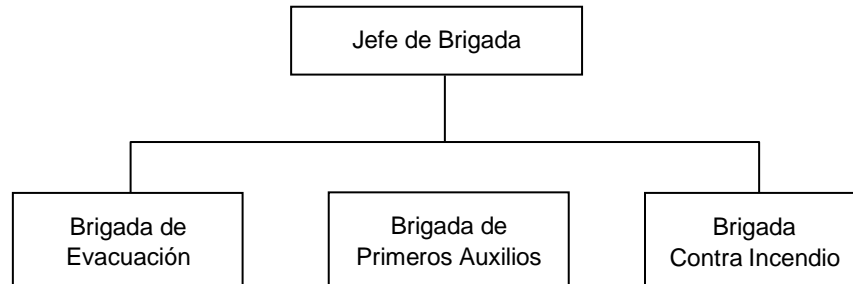 Jefe de Brigada
Brigada de
Evacuación
Brigada de
Primeros Auxilios
Brigada
Contra Incendio